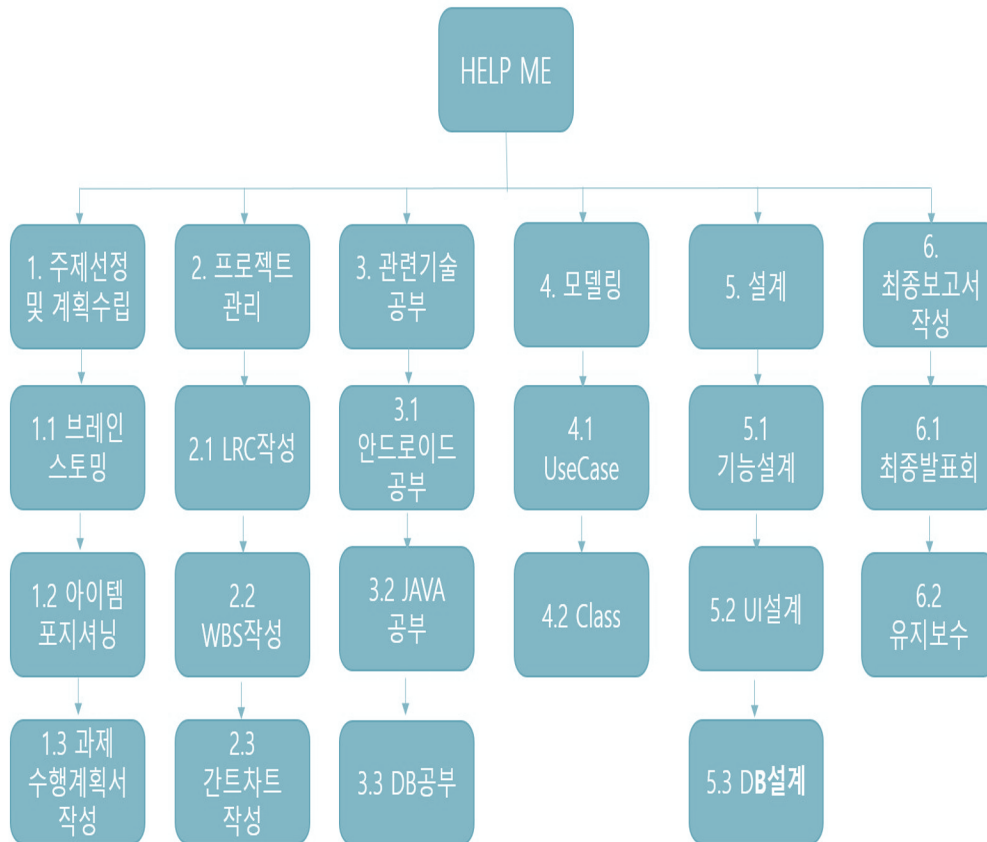 HELP ME
1. 주제선정
및 계획수립
2. 프로젝트
관리
3. 관련기술
공부
4. 모델링
5. 설계
6.
최종보고서
작성
1.1 브레인
스토밍
2.1 LRC작성
3.1
안드로이드
공부
4.1
UseCase
5.1
기능설계
6.1
최종발표회
1.2 아이템
포지셔닝
2.2
WBS작성
3.2 JAVA
공부
4.2 Class
5.2 UI설계
6.2
유지보수
1.3 과제
수행계획서
작성
2.3
간트차트
작성
3.3 DB공부
5.3 DB설계